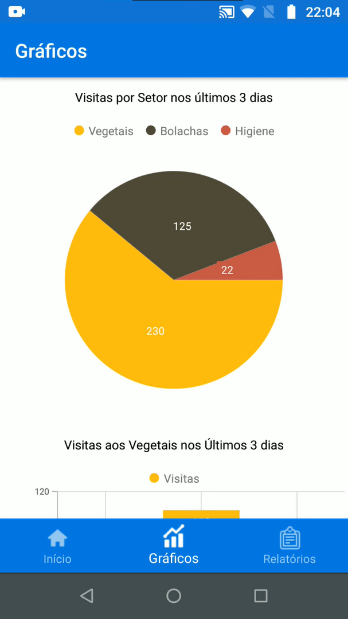 22:04
Gráficos
Visitas por Setor nos últimos 3 dias
Vegetais Bolachas Higiene
125
22
230
Visitas aos Vegetais nos Últimos 3 dias
Visitas
120
Início Gráficos Relatórios